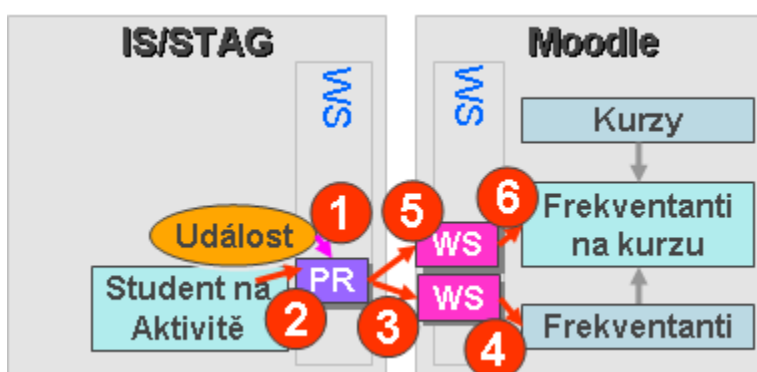 IS/STAG
Moodle
WS
WS
Kurzy
Frekventanti
na kurzu
Frekventanti
Událost
PR
Student na
Aktivitě
WS
WS
1
2
3
4
5
6